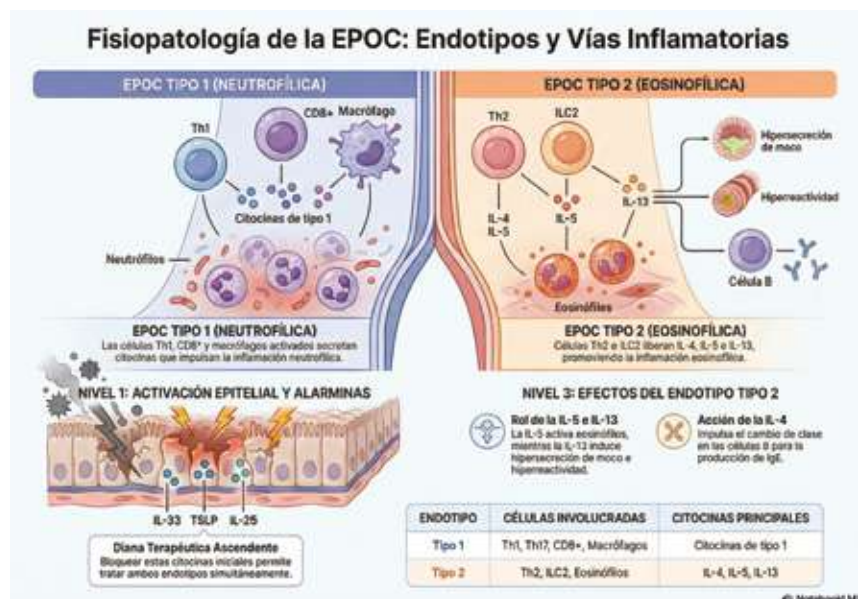 Fisiopatología de la EPOC: Endotipos y Vías Inflamatorias
EPOC TIPO 1 (NEUTROFÍLICA)
Th1
CD8+
Macrófago
Citocinas de tipo 1
Neutrófilos
EPOC TIPO 1 (NEUTROFÍLICA)
Las células Th1, CD8⁺ y macrófagos activados secretan
citocinas que impulsan la inflamación neutrofílica.
EPOC TIPO 2 (EOSINOFÍLICA)
Th2
ILC2
Hipersecreción
de moco
Hiperreactividad
IL-4
IL-5
IL-5
IL-13
Célula B
Eosinófilos
EPOC TIPO 2 (EOSINOFÍLICA)
Células Th2 e ILC2 liberan IL-4, IL-5 e IL-13,
promoviendo la inflamación eosinofílica.
NIVEL 1: ACTIVACIÓN EPITELIAL Y ALARMINAS
IL-33 TSLP IL-25
Diana Terapéutica Ascendente
Bloquear estas citocinas iniciales permite
tratar ambos endotipos simultáneamente.
NIVEL 3: EFECTOS DEL ENDOTIPO TIPO 2
Rol de la IL-5 e IL-13
La IL-5 activa eosinófilos,
mientras la IL-13 induce
hipersecreción de moco e
hiperreactividad.
Acción de la IL-4
Impulsa el cambio de clase
en las células B para la
producción de IgE.
ENDOTIPO CÉLULAS INVOLUCRADAS CITOCINAS PRINCIPALES
Tipo 1 Th1, Th17, CD8+, Macrófagos Citocinas de tipo 1
Tipo 2 Th2, ILC2, Eosinófilos IL-4, IL-5, IL-13